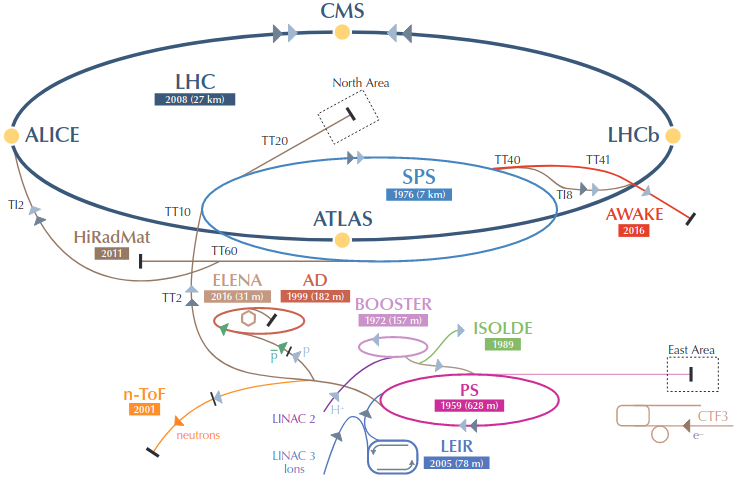 CMS
LHC
2008 (27 km)
North Area
ALICE
LHCb
TT20
TT40
TT41
SPS
1976 (7 km)
TI8
TI2
TT10
ATLAS
AWAKE
2016
HiRadMat
2011
TT60
ELENA
2016 (31 m)
AD
1999 (182 m)
TT2
BOOSTER
1972 (157 m)
ISOLDE
1989
p
p̅
East Area
n-ToF
2001
PS
1959 (628 m)
neutrons
LINAC 2
H⁻
CTF3
e⁻
LEIR
2005 (78 m)
LINAC 3
Ions